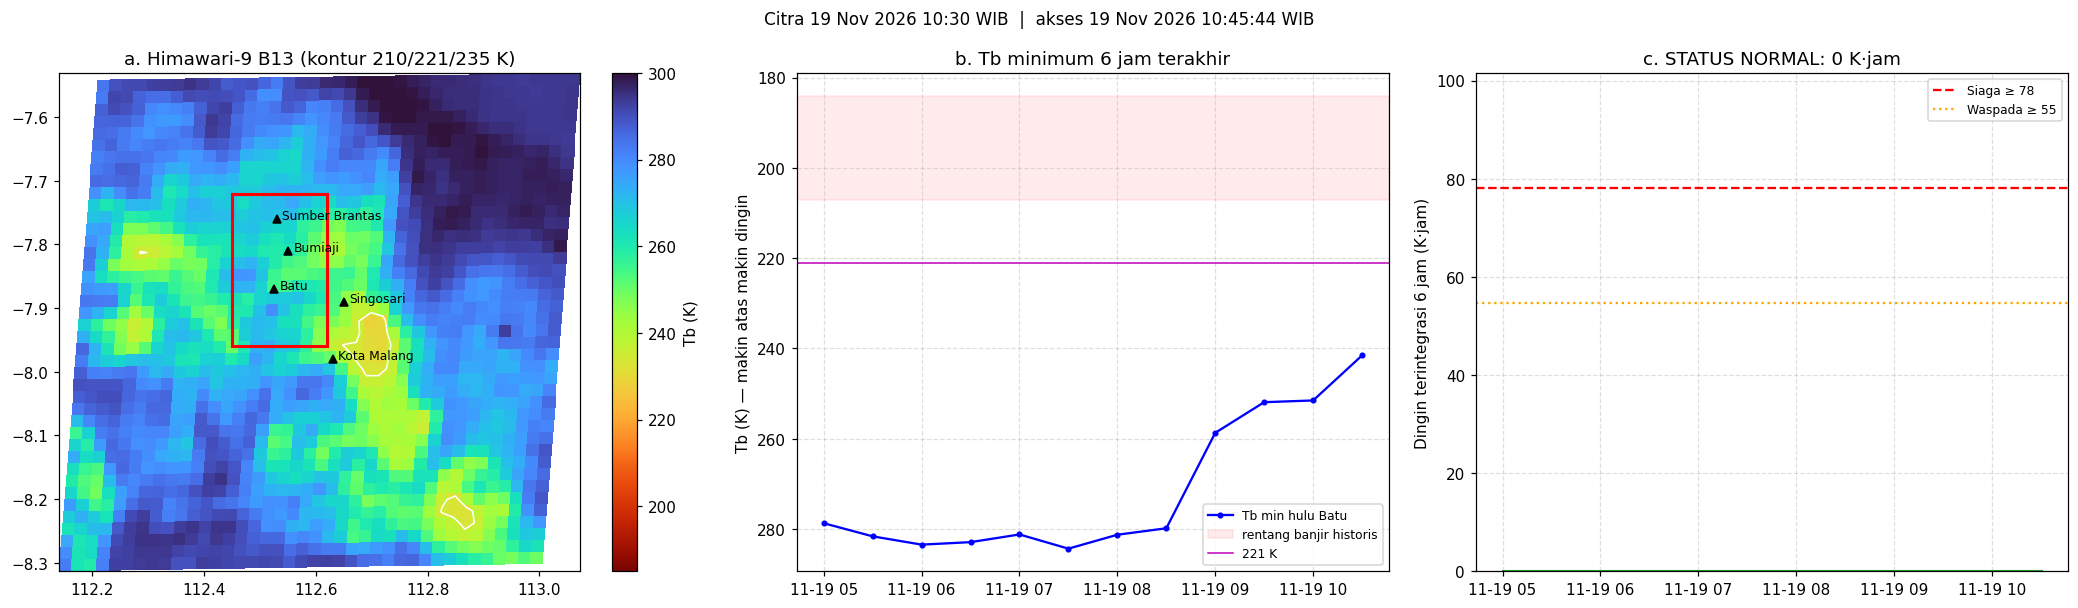 Citra 19 Nov 2026 10:30 WIB | akses 19 Nov 2026 10:45:44 WIB
a. Himawari-9 B13 (kontur 210/221/235 K)
−7.6
−7.7
−7.8
−7.9
−8.0
−8.1
−8.2
−8.3
112.2
112.4
112.6
112.8
113.0
Sumber Brantas
Bumiaji
Batu
Singosari
Kota Malang
300
280
260
240
220
200
Tb (K)
b. Tb minimum 6 jam terakhir
Tb (K) — makin atas makin dingin
180
200
220
240
260
280
11-19 05
11-19 06
11-19 07
11-19 08
11-19 09
11-19 10
Tb min hulu Batu
rentang banjir historis
221 K
c. STATUS NORMAL: 0 K·jam
Dingin terintegrasi 6 jam (K·jam)
100
80
60
40
20
0
11-19 05
11-19 06
11-19 07
11-19 08
11-19 09
11-19 10
Siaga ≥ 78
Waspada ≥ 55